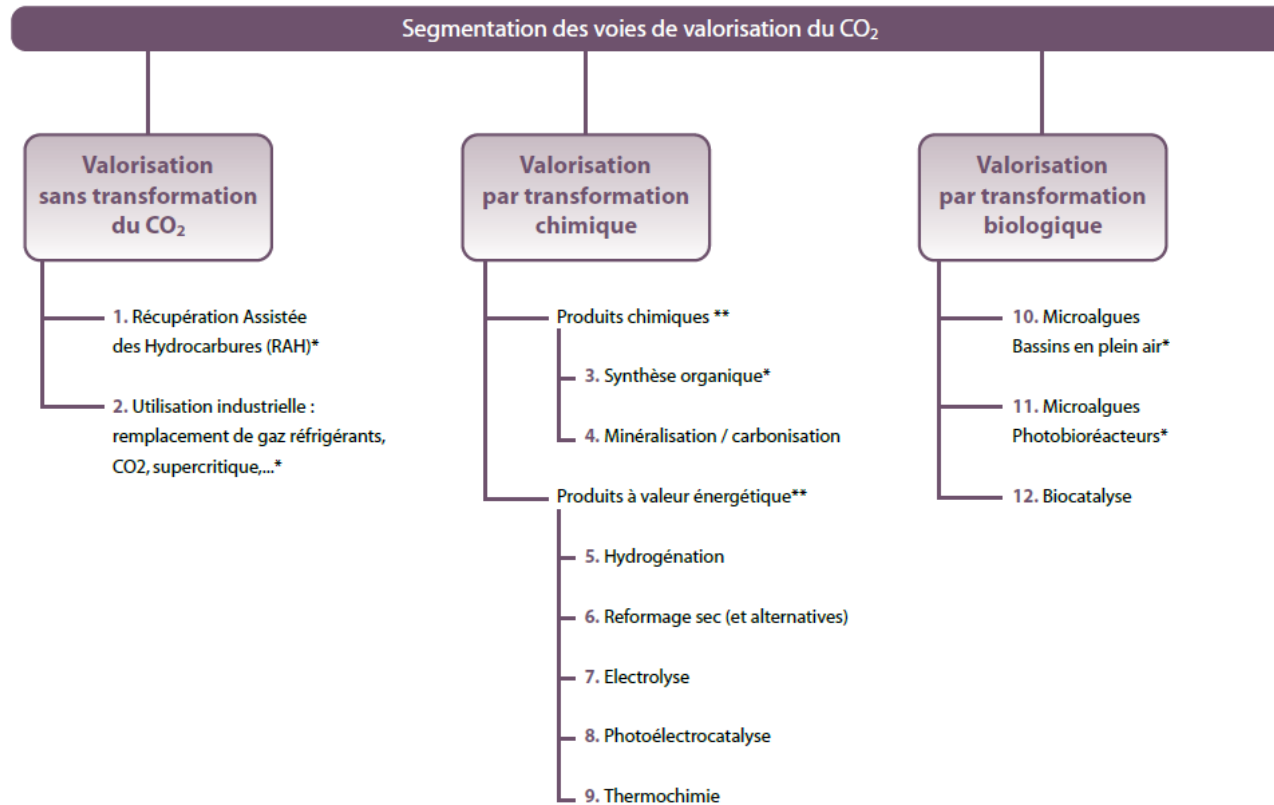 Segmentation des voies de valorisation du CO₂
Valorisation
sans transformation
du CO₂
1. Récupération Assistée
des Hydrocarbures (RAH)*
2. Utilisation industrielle :
remplacement de gaz réfrigérants,
CO2, supercritique,...*
Valorisation
par transformation
chimique
Produits chimiques **
3. Synthèse organique*
4. Minéralisation / carbonisation
Produits à valeur énergétique**
5. Hydrogénation
6. Reformage sec (et alternatives)
7. Electrolyse
8. Photoélectrocatalyse
9. Thermochimie
Valorisation
par transformation
biologique
10. Microalgues
Bassins en plein air*
11. Microalgues
Photobioréacteurs*
12. Biocatalyse